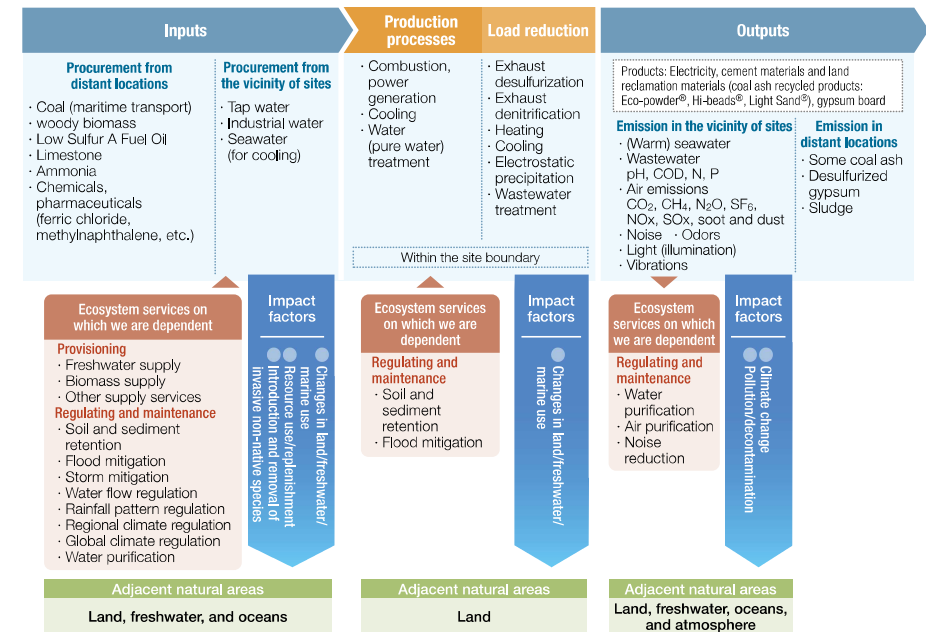 Inputs
Production
processes
Load reduction
Outputs
Procurement from
distant locations
· Coal (maritime transport)
· woody biomass
· Low Sulfur A Fuel Oil
· Limestone
· Ammonia
· Chemicals,
pharmaceuticals
(ferric chloride,
methylnaphthalene, etc.)
Procurement from
the vicinity of sites
· Tap water
· Industrial water
· Seawater
(for cooling)
· Combustion,
power
generation
· Cooling
· Water
(pure water)
treatment
· Exhaust
desulfurization
· Exhaust
denitrification
· Heating
· Cooling
· Electrostatic
precipitation
· Wastewater
treatment
Within the site boundary
Products: Electricity, cement materials and land
reclamation materials (coal ash recycled products:
Eco-powder®, Hi-beads®, Light Sand®), gypsum board
Emission in the vicinity of sites
· (Warm) seawater
· Wastewater
pH, COD, N, P
· Air emissions
CO₂, CH₄, N₂O, SF₆,
NOx, SOx, soot and dust
· Noise · Odors
· Light (illumination)
· Vibrations
Emission in
distant locations
· Some coal ash
· Desulfurized
gypsum
· Sludge
Ecosystem services on
which we are dependent
Provisioning
· Freshwater supply
· Biomass supply
· Other supply services
Regulating and maintenance
· Soil and sediment
retention
· Flood mitigation
· Storm mitigation
· Water flow regulation
· Rainfall pattern regulation
· Regional climate regulation
· Global climate regulation
· Water purification
Impact
factors
Changes in land/freshwater/
marine use
Resource use/replenishment
Introduction and removal of
invasive non-native species
Ecosystem services
on which we are
dependent
Regulating and
maintenance
· Soil and
sediment
retention
· Flood mitigation
Impact
factors
Changes in land/freshwater/
marine use
Ecosystem
services on which
we are dependent
Regulating and
maintenance
· Water
purification
· Air purification
· Noise
reduction
Impact
factors
Climate change
Pollution/decontamination
Adjacent natural areas
Land, freshwater, and oceans
Adjacent natural areas
Land
Adjacent natural areas
Land, freshwater, oceans,
and atmosphere